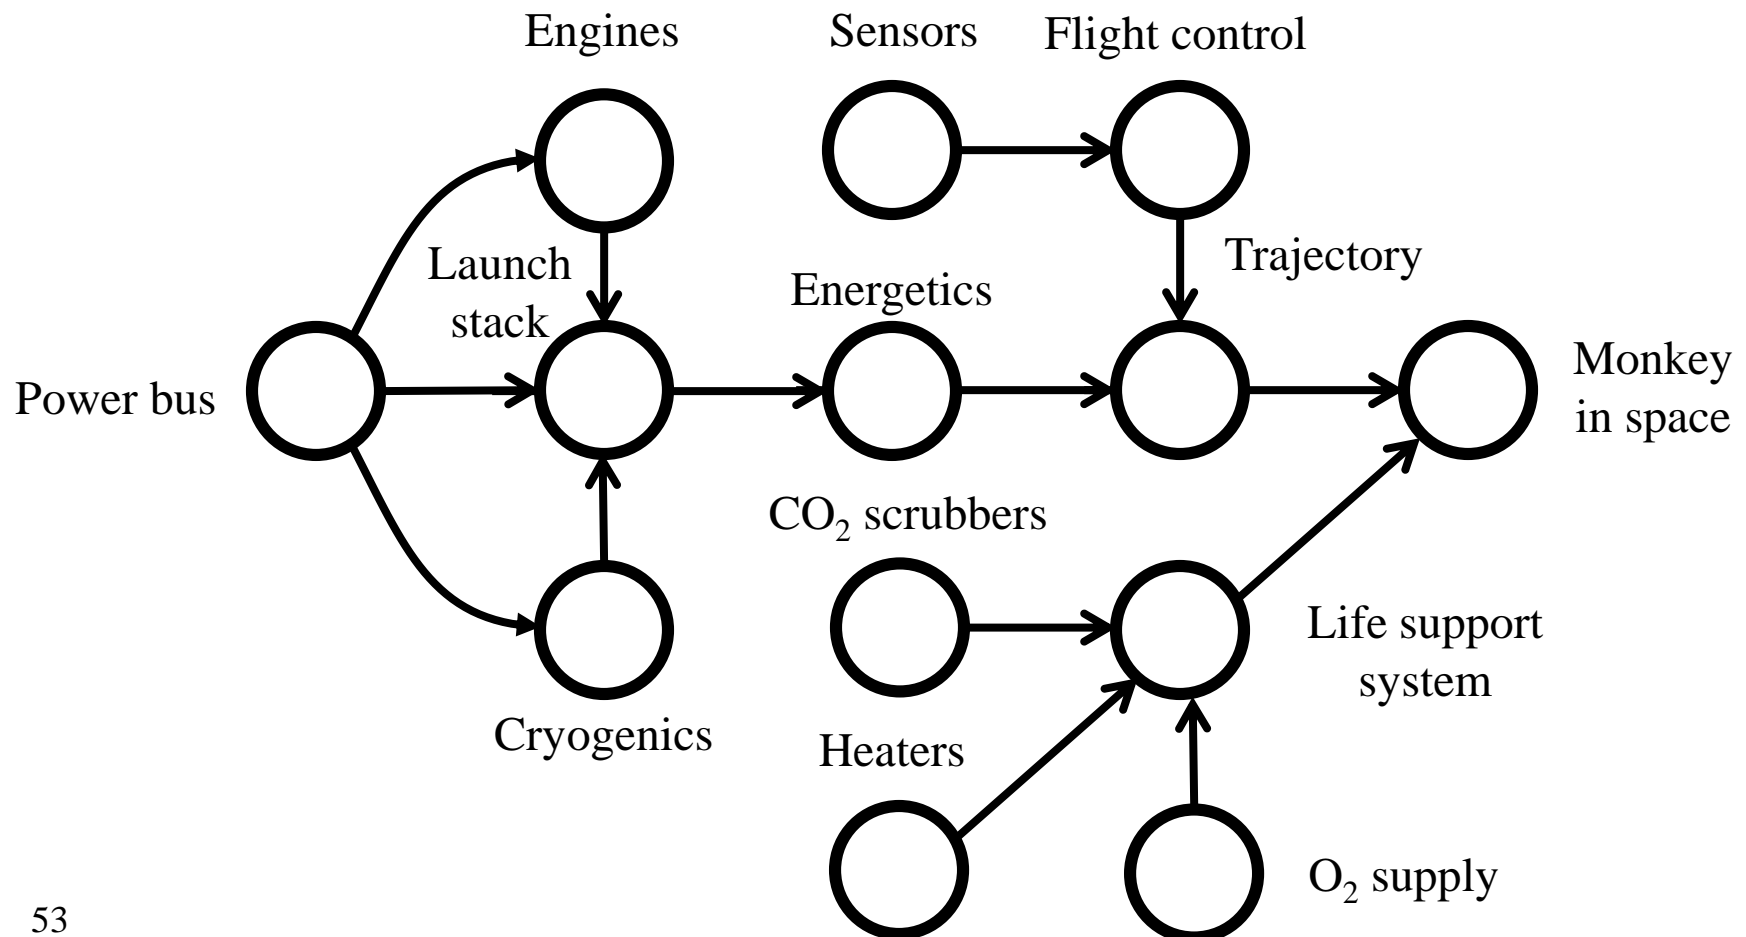 Engines
Sensors
Flight control
Launch
stack
Energetics
Trajectory
Power bus
Monkey
in space
CO₂ scrubbers
Life support
system
Cryogenics
Heaters
O₂ supply
53